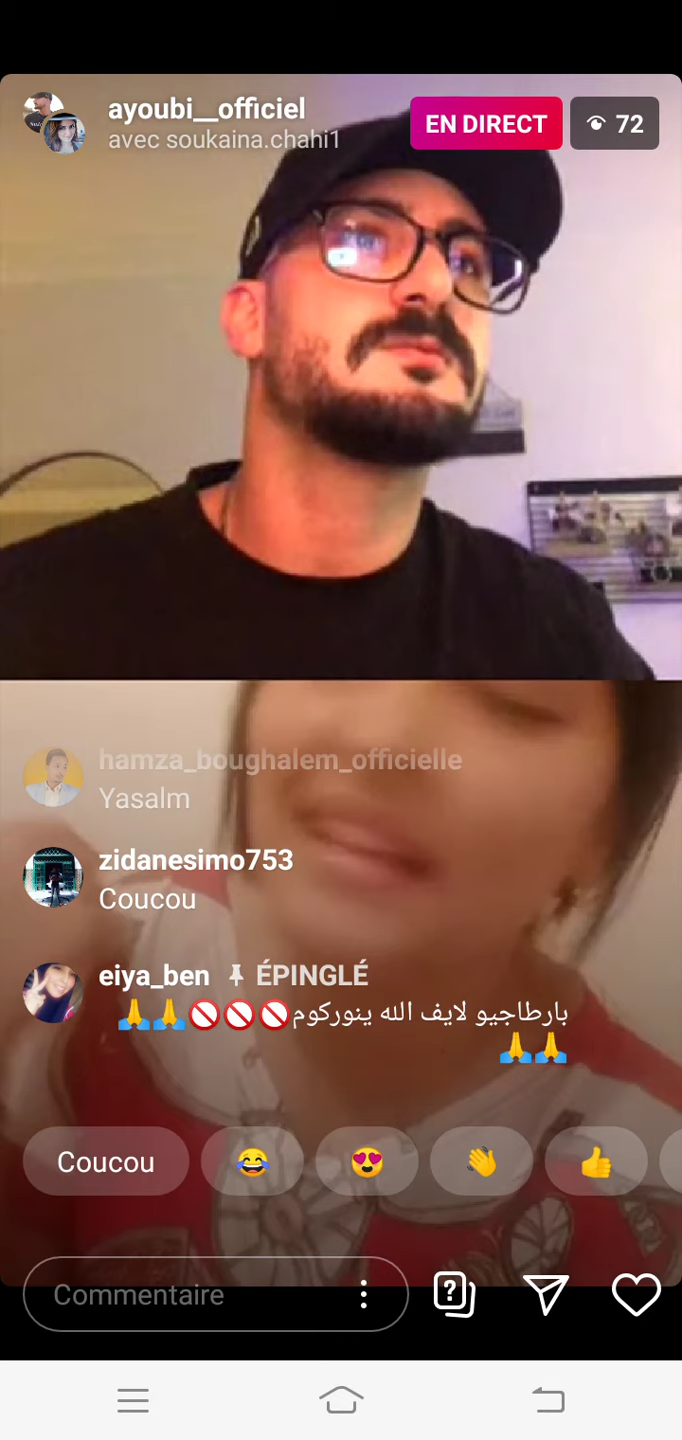 ayoubi__officiel
avec soukaina.chahi1
EN DIRECT
72
hamza_boughalem_officielle
Yasalm
zidanesimo753
Coucou
eiya_ben ÉPINGLÉ
بارطاجيو لايف الله ينوركوم🚫🚫🚫🙏🙏
🙏🙏
Coucou 😂 😍 👋 👍
Commentaire